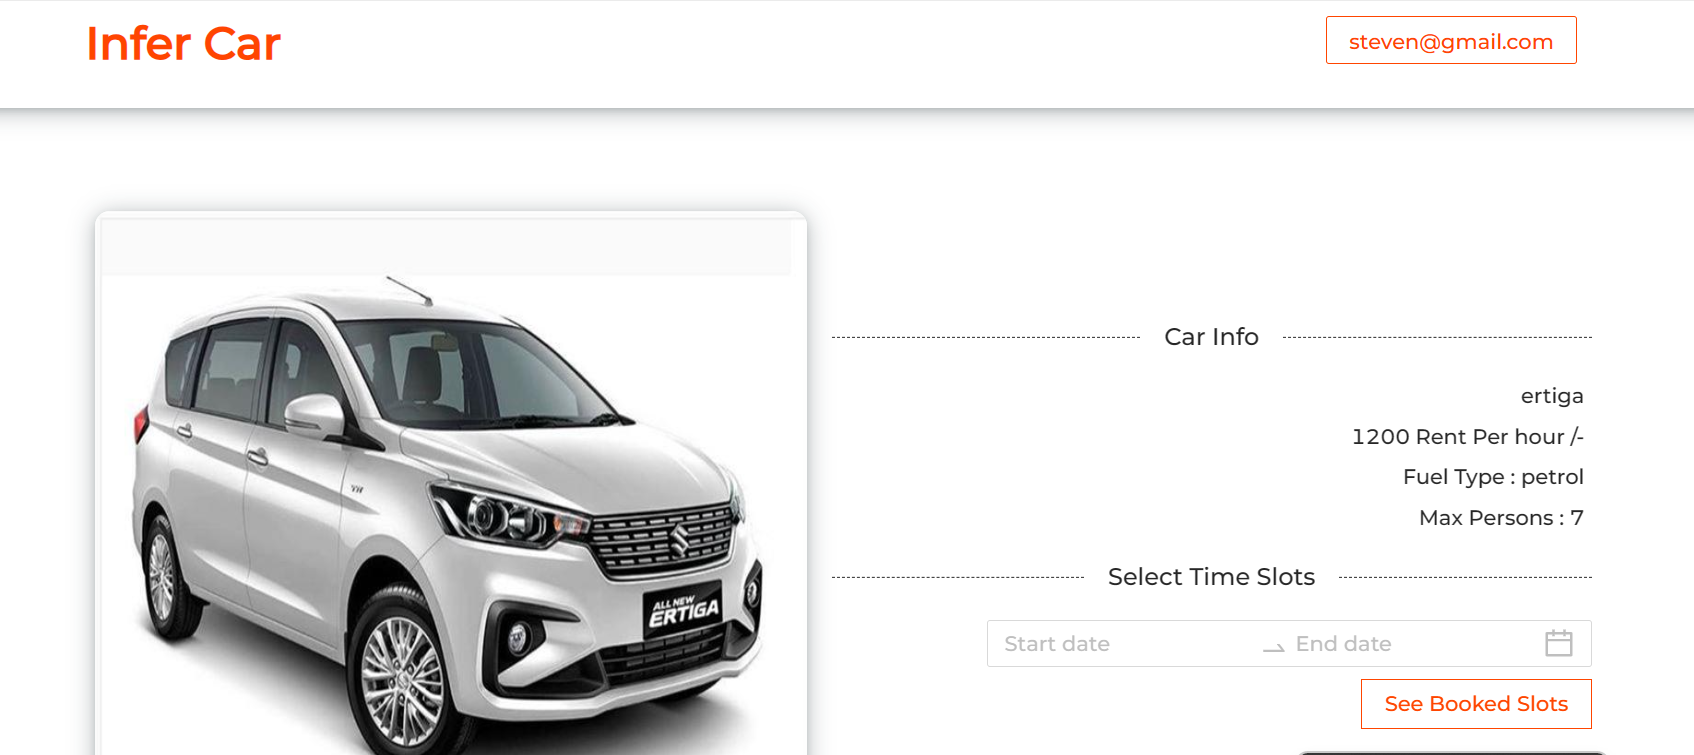 Infer Car
steven@gmail.com
Car Info
ertiga
1200 Rent Per hour /-
Fuel Type : petrol
Max Persons : 7
ALL NEW
ERTIGA
Select Time Slots
Start date
End date
See Booked Slots